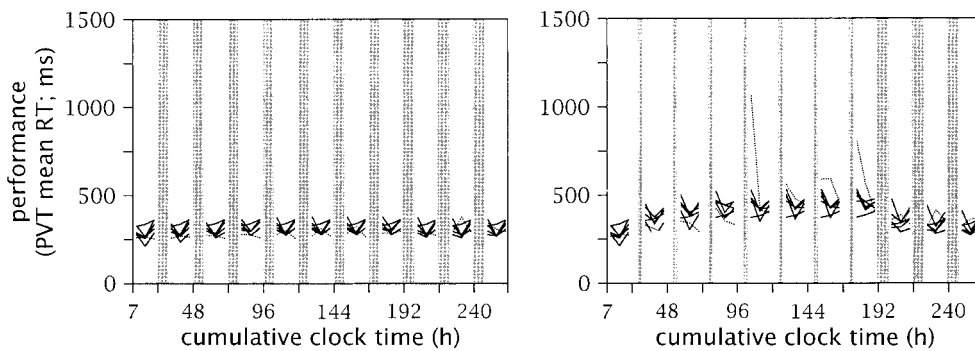 performance
(PVT mean RT; ms)
1500
1000
500
0
7 48 96 144 192 240
cumulative clock time (h)
1500
1000
500
0
7 48 96 144 192 240
cumulative clock time (h)